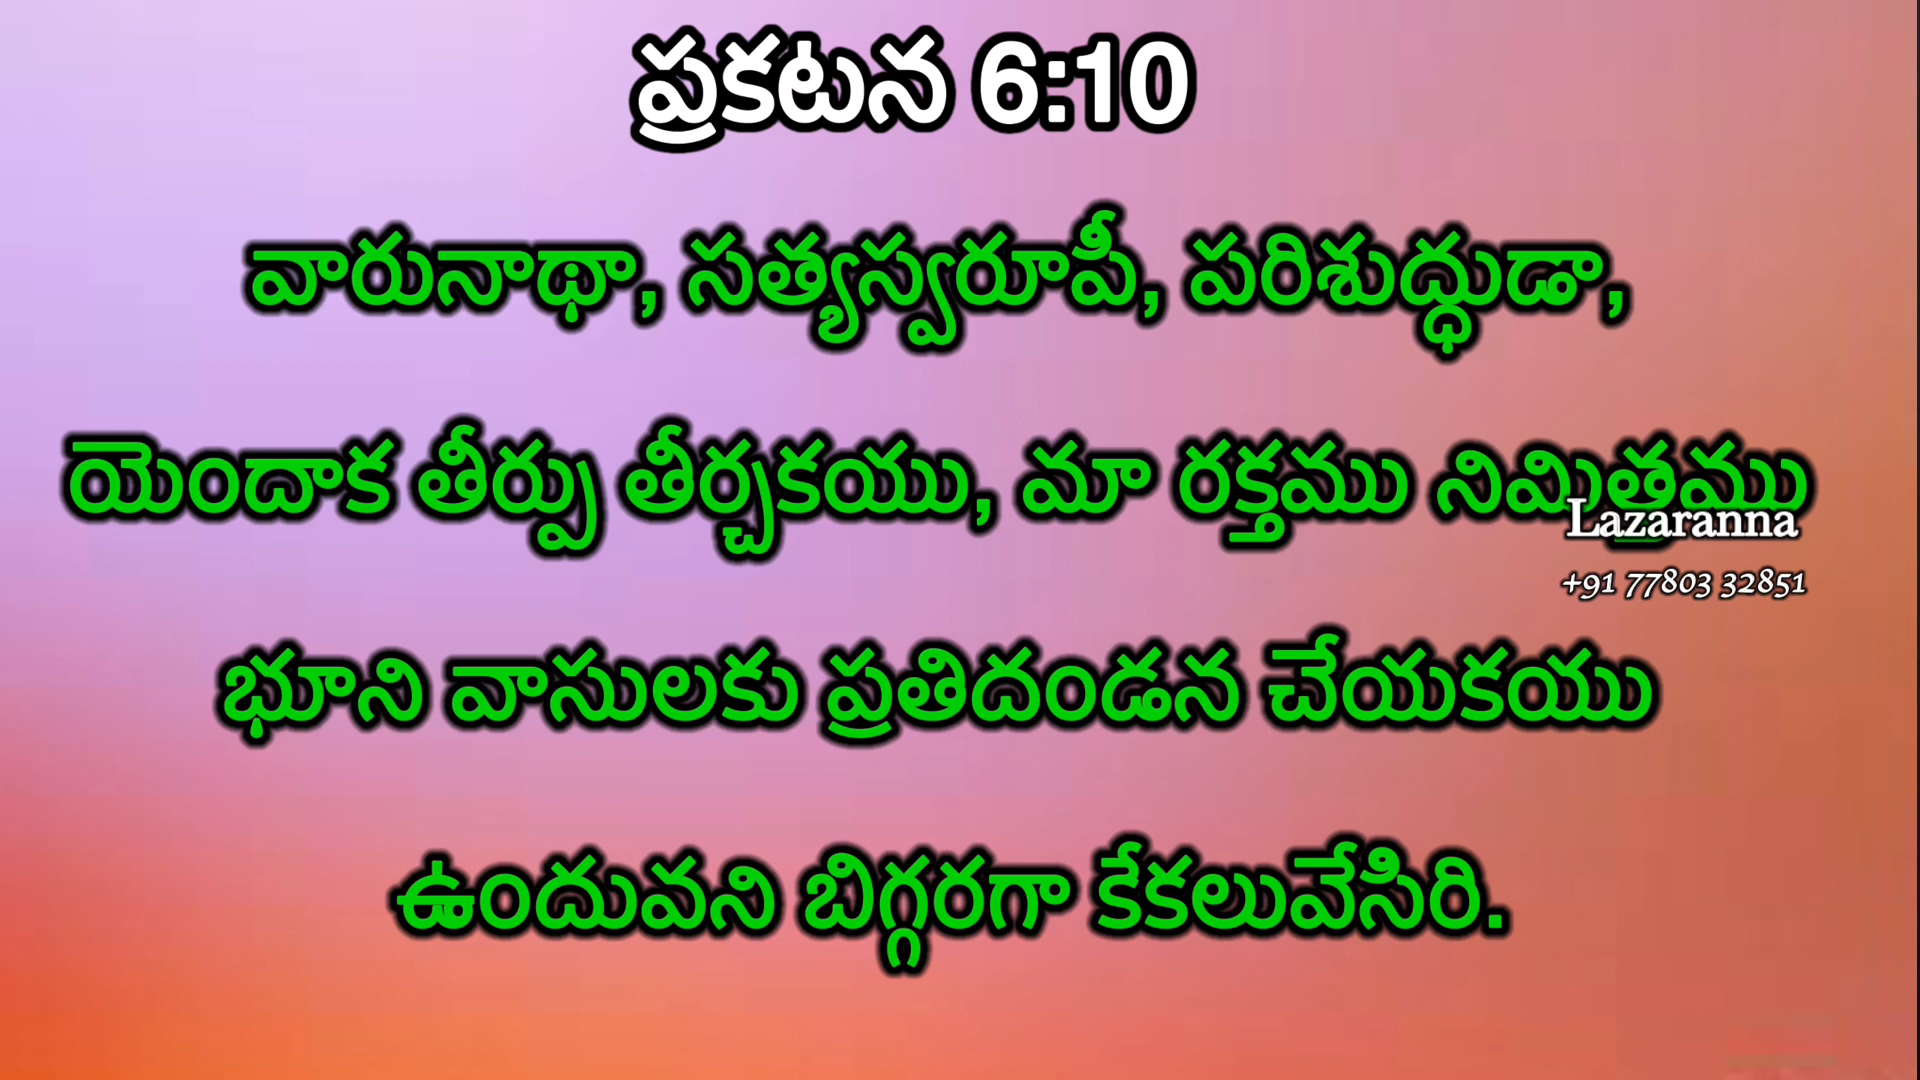 ప్రకటన 6:10
వారునాథా, సత్యస్వరూపీ, పరిశుద్ధుడా,
యెందాక తీర్పు తీర్చకయు, మా రక్తము నిమిత్తము
Lazaranna
+91 77803 32851
భూని వాసులకు ప్రతిదండన చేయకయు
ఉందువని బిగ్గరగా కేకలువేసిరి.